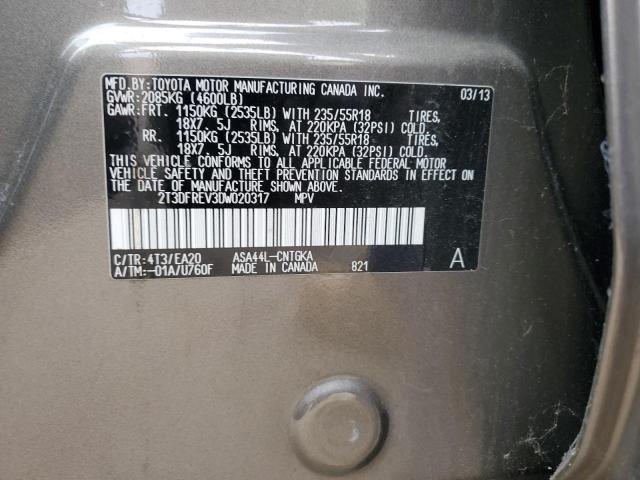 MFD. BY: TOYOTA MOTOR MANUFACTURING CANADA INC. 03/13
GVWR: 2085KG (4600LB)
GAWR: FRT. 1150KG (2535LB) WITH 235/55R18 TIRES,
18X7. 5J RIMS, AT 220KPA (32PSI) COLD.
RR. 1150KG (2535LB) WITH 235/55R18 TIRES,
18X7. 5J RIMS, AT 220KPA (32PSI) COLD.
THIS VEHICLE CONFORMS TO ALL APPLICABLE FEDERAL MOTOR
VEHICLE SAFETY AND THEFT PREVENTION STANDARDS IN EFFECT ON
THE DATE OF MANUFACTURE SHOWN ABOVE.
2T3DFREV3DW020317 MPV
C/TR: 4T3/EA20 ASA44L-CNTGKA
A/TM: -01A/U760F MADE IN CANADA 821 A